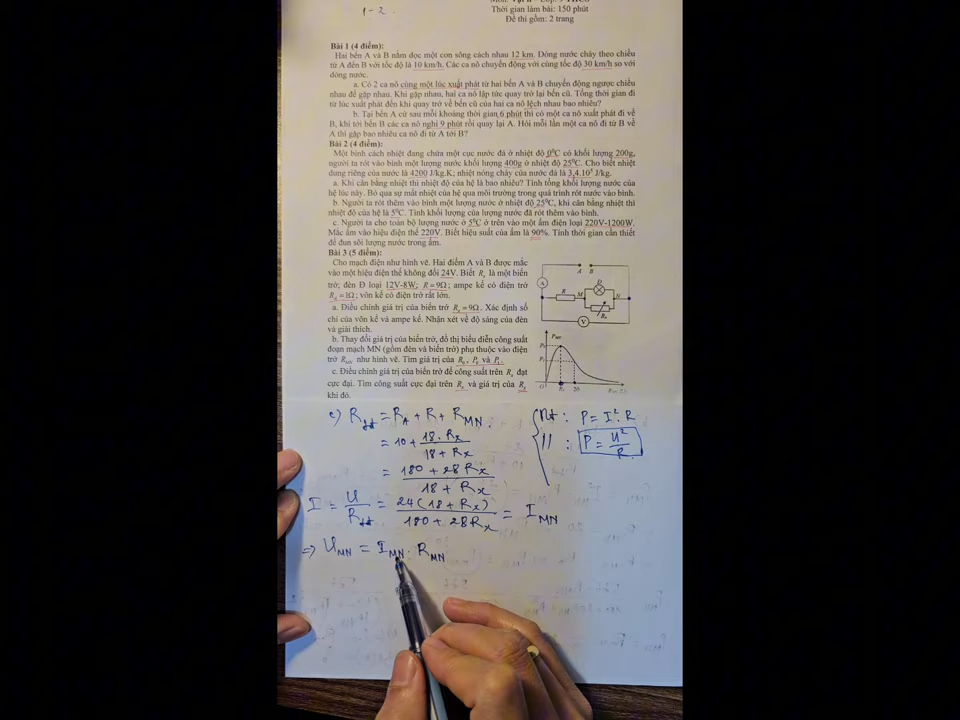 1-2.
Thời gian làm bài: 150 phút
Đề thi gồm: 2 trang
Bài 1 (4 điểm):
Hai bến A và B nằm dọc một con sông cách nhau 12 km. Dòng nước chảy theo chiều
từ A đến B với tốc độ là 10 km/h. Các ca nô chuyển động với cùng tốc độ 30 km/h so với
dòng nước.
a. Có 2 ca nô cùng một lúc xuất phát từ hai bến A và B chuyển động ngược chiều
nhau để gặp nhau. Khi gặp nhau, hai ca nô lập tức quay trở lại bến cũ. Tổng thời gian đi
từ lúc xuất phát đến khi quay trở về bến cũ của hai ca nô lệch nhau bao nhiêu?
b. Tại bến A cứ sau mỗi khoảng thời gian 6 phút thì có một ca nô xuất phát đi về
B, khi tới bến B các ca nô nghỉ 9 phút rồi quay lại A. Hỏi mỗi lần một ca nô đi từ B về
A thì gặp bao nhiêu ca nô đi từ A tới B?
Bài 2 (4 điểm):
Một bình cách nhiệt đang chứa một cục nước đá ở nhiệt độ 0⁰C có khối lượng 200g,
người ta rót vào bình một lượng nước khối lượng 400g ở nhiệt độ 25⁰C. Cho biết nhiệt
dung riêng của nước là 4200 J/kg.K; nhiệt nóng chảy của nước đá là 3,4.10⁵ J/kg.
a. Khi cân bằng nhiệt thì nhiệt độ của hệ là bao nhiêu? Tính tổng khối lượng nước của
hệ lúc này. Bỏ qua sự mất nhiệt của hệ qua môi trường trong quá trình rót nước vào bình.
b. Người ta rót thêm vào bình một lượng nước ở nhiệt độ 25⁰C, khi cân bằng nhiệt thì
nhiệt độ của hệ là 5⁰C. Tính khối lượng của lượng nước đã rót thêm vào bình.
c. Người ta cho toàn bộ lượng nước ở 5⁰C ở trên vào một ấm điện loại 220V-1200W.
Mắc ấm vào hiệu điện thế 220V. Biết hiệu suất của ấm là 90%. Tính thời gian cần thiết
để đun sôi lượng nước trong ấm.
Bài 3 (5 điểm):
Cho mạch điện như hình vẽ. Hai điểm A và B được mắc
vào một hiệu điện thế không đổi 24V. Biết Rₓ là một biến
trở; đèn Đ loại 12V-8W; R=9Ω; ampe kế có điện trở
R_A=1Ω; vôn kế có điện trở rất lớn.
a. Điều chỉnh giá trị của biến trở Rₓ=9Ω. Xác định số
chỉ của vôn kế và ampe kế. Nhận xét về độ sáng của đèn
và giải thích.
b. Thay đổi giá trị của biến trở, đồ thị biểu diễn công suất
đoạn mạch MN (gồm đèn và biến trở) phụ thuộc vào điện
trở R_MN như hình vẽ. Tìm giá trị của R₀, P₀ và P₁.
c. Điều chỉnh giá trị của biến trở để công suất trên Rₓ đạt
cực đại. Tìm công suất cực đại trên Rₓ và giá trị của Rₓ
khi đó.
A B
A
R M N
Rₓ
V
P_MN
P₀
P₁
O R₀ 20
c) R_tđ = R_A + R + R_MN.
= 10 + 18.Rₓ / 18 + Rₓ
= 180 + 28Rₓ / 18 + Rₓ
I = U / R_tđ = 24(18 + Rₓ) / 180 + 28Rₓ = I_MN
=> U_MN = I_MN . R_MN
nt : P = I². R
// : P = U² / R